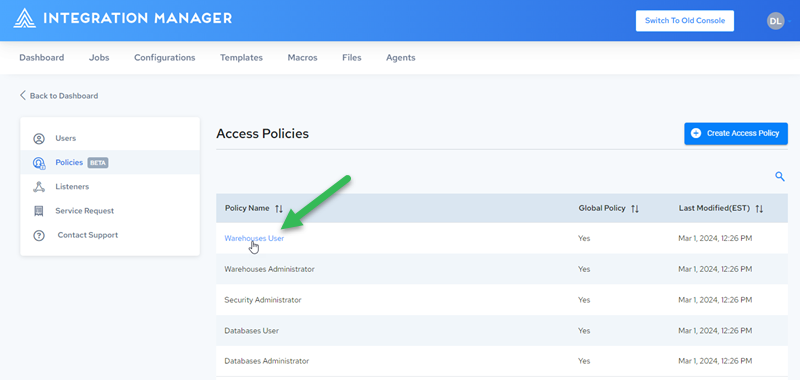 INTEGRATION MANAGER
Switch To Old Console
DL
Dashboard Jobs Configurations Templates Macros Files Agents
Back to Dashboard
Users
Policies BETA
Listeners
Service Request
Contact Support
Access Policies
Create Access Policy
Policy Name Global Policy Last Modified(EST)
Warehouses User Yes Mar 1, 2024, 12:26 PM
Warehouses Administrator Yes Mar 1, 2024, 12:26 PM
Security Administrator Yes Mar 1, 2024, 12:26 PM
Databases User Yes Mar 1, 2024, 12:26 PM
Databases Administrator Yes Mar 1, 2024, 12:26 PM